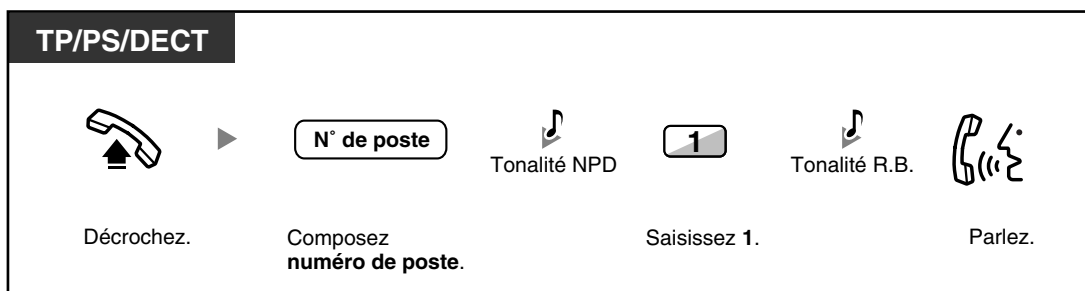 TP/PS/DECT
N° de poste
Tonalité NPD
1
Tonalité R.B.
Décrochez.
Composez
numéro de poste.
Saisissez 1.
Parlez.